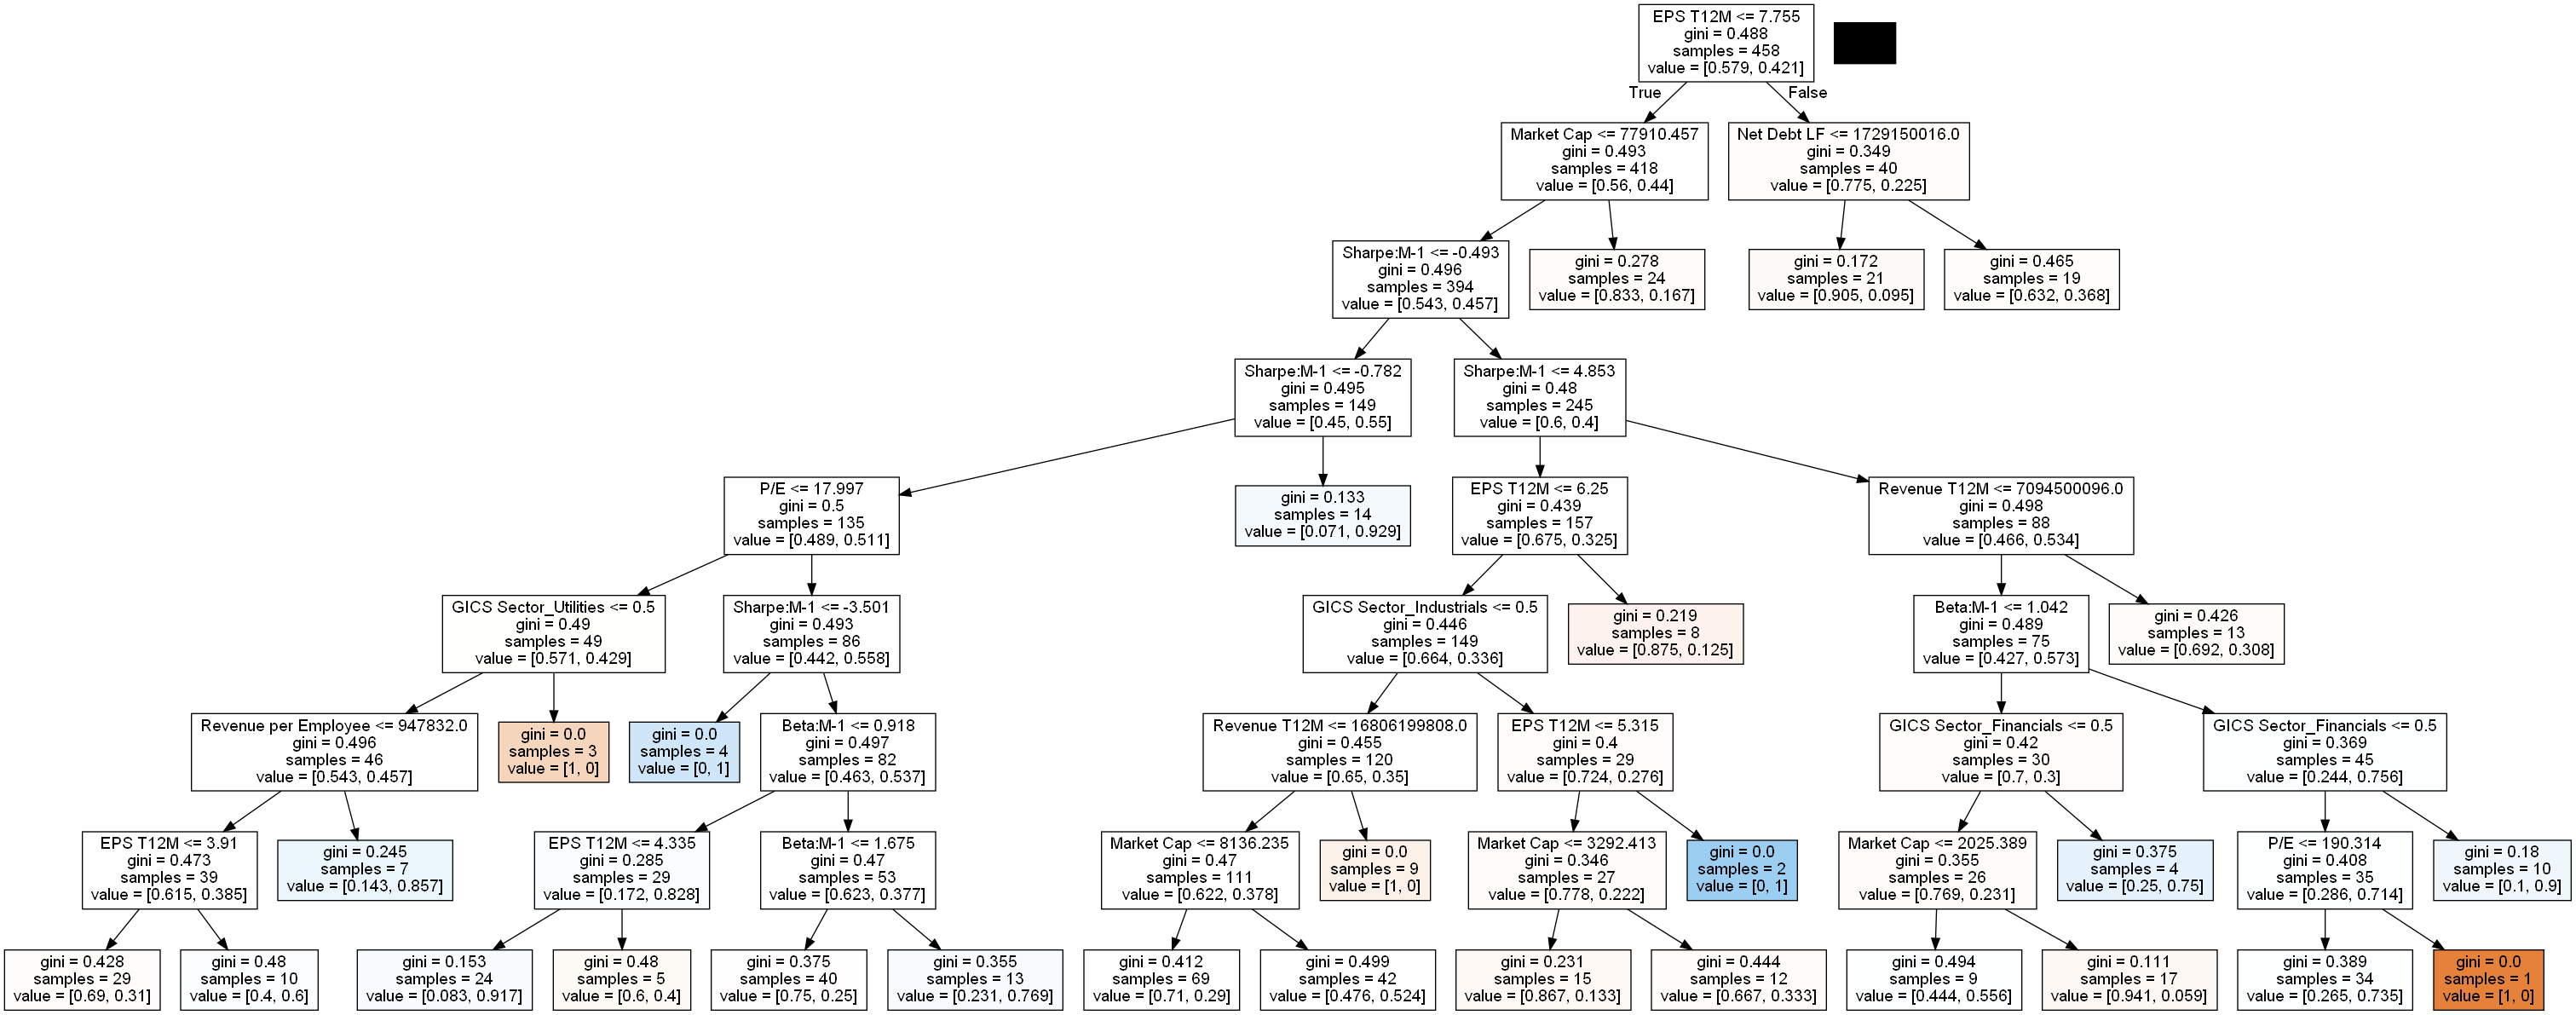 EPS T12M <= 7.755
gini = 0.488
samples = 458
value = [0.579, 0.421]
True
False
Market Cap <= 77910.457
gini = 0.493
samples = 418
value = [0.56, 0.44]
Net Debt LF <= 1729150016.0
gini = 0.349
samples = 40
value = [0.775, 0.225]
Sharpe:M-1 <= -0.493
gini = 0.496
samples = 394
value = [0.543, 0.457]
gini = 0.278
samples = 24
value = [0.833, 0.167]
gini = 0.172
samples = 21
value = [0.905, 0.095]
gini = 0.465
samples = 19
value = [0.632, 0.368]
Sharpe:M-1 <= -0.782
gini = 0.495
samples = 149
value = [0.45, 0.55]
Sharpe:M-1 <= 4.853
gini = 0.48
samples = 245
value = [0.6, 0.4]
P/E <= 17.997
gini = 0.5
samples = 135
value = [0.489, 0.511]
gini = 0.133
samples = 14
value = [0.071, 0.929]
EPS T12M <= 6.25
gini = 0.439
samples = 157
value = [0.675, 0.325]
Revenue T12M <= 7094500096.0
gini = 0.498
samples = 88
value = [0.466, 0.534]
GICS Sector_Utilities <= 0.5
gini = 0.49
samples = 49
value = [0.571, 0.429]
Sharpe:M-1 <= -3.501
gini = 0.493
samples = 86
value = [0.442, 0.558]
GICS Sector_Industrials <= 0.5
gini = 0.446
samples = 149
value = [0.664, 0.336]
gini = 0.219
samples = 8
value = [0.875, 0.125]
Beta:M-1 <= 1.042
gini = 0.489
samples = 75
value = [0.427, 0.573]
gini = 0.426
samples = 13
value = [0.692, 0.308]
Revenue per Employee <= 947832.0
gini = 0.496
samples = 46
value = [0.543, 0.457]
gini = 0.0
samples = 3
value = [1, 0]
gini = 0.0
samples = 4
value = [0, 1]
Beta:M-1 <= 0.918
gini = 0.497
samples = 82
value = [0.463, 0.537]
Revenue T12M <= 16806199808.0
gini = 0.455
samples = 120
value = [0.65, 0.35]
EPS T12M <= 5.315
gini = 0.4
samples = 29
value = [0.724, 0.276]
GICS Sector_Financials <= 0.5
gini = 0.42
samples = 30
value = [0.7, 0.3]
GICS Sector_Financials <= 0.5
gini = 0.369
samples = 45
value = [0.244, 0.756]
EPS T12M <= 3.91
gini = 0.473
samples = 39
value = [0.615, 0.385]
gini = 0.245
samples = 7
value = [0.143, 0.857]
EPS T12M <= 4.335
gini = 0.285
samples = 29
value = [0.172, 0.828]
Beta:M-1 <= 1.675
gini = 0.47
samples = 53
value = [0.623, 0.377]
Market Cap <= 8136.235
gini = 0.47
samples = 111
value = [0.622, 0.378]
gini = 0.0
samples = 9
value = [1, 0]
Market Cap <= 3292.413
gini = 0.346
samples = 27
value = [0.778, 0.222]
gini = 0.0
samples = 2
value = [0, 1]
Market Cap <= 2025.389
gini = 0.355
samples = 26
value = [0.769, 0.231]
gini = 0.375
samples = 4
value = [0.25, 0.75]
P/E <= 190.314
gini = 0.408
samples = 35
value = [0.286, 0.714]
gini = 0.18
samples = 10
value = [0.1, 0.9]
gini = 0.428
samples = 29
value = [0.69, 0.31]
gini = 0.48
samples = 10
value = [0.4, 0.6]
gini = 0.153
samples = 24
value = [0.083, 0.917]
gini = 0.48
samples = 5
value = [0.6, 0.4]
gini = 0.375
samples = 40
value = [0.75, 0.25]
gini = 0.355
samples = 13
value = [0.231, 0.769]
gini = 0.412
samples = 69
value = [0.71, 0.29]
gini = 0.499
samples = 42
value = [0.476, 0.524]
gini = 0.231
samples = 15
value = [0.867, 0.133]
gini = 0.444
samples = 12
value = [0.667, 0.333]
gini = 0.494
samples = 9
value = [0.444, 0.556]
gini = 0.111
samples = 17
value = [0.941, 0.059]
gini = 0.389
samples = 34
value = [0.265, 0.735]
gini = 0.0
samples = 1
value = [1, 0]